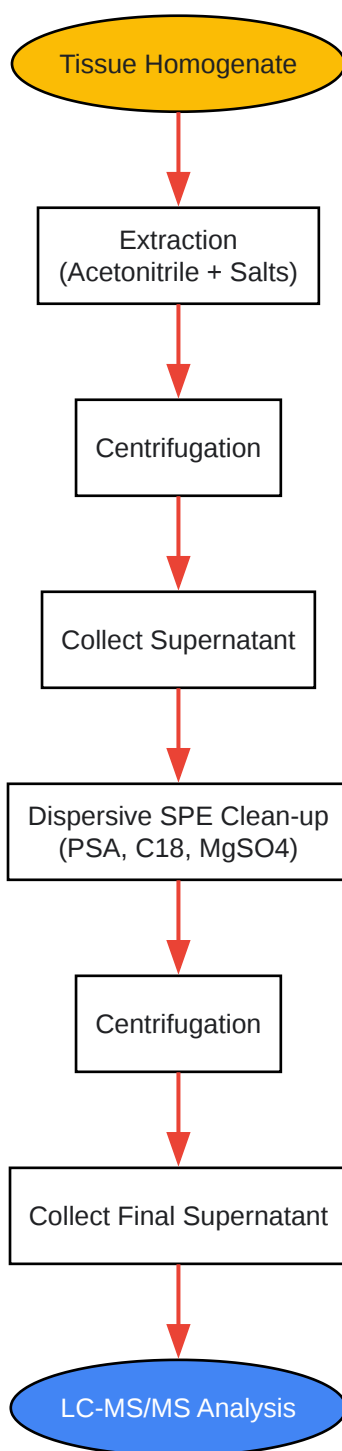 Tissue Homogenate
Extraction
(Acetonitrile + Salts)
Centrifugation
Collect Supernatant
Dispersive SPE Clean-up
(PSA, C18, MgSO4)
Centrifugation
Collect Final Supernatant
LC-MS/MS Analysis